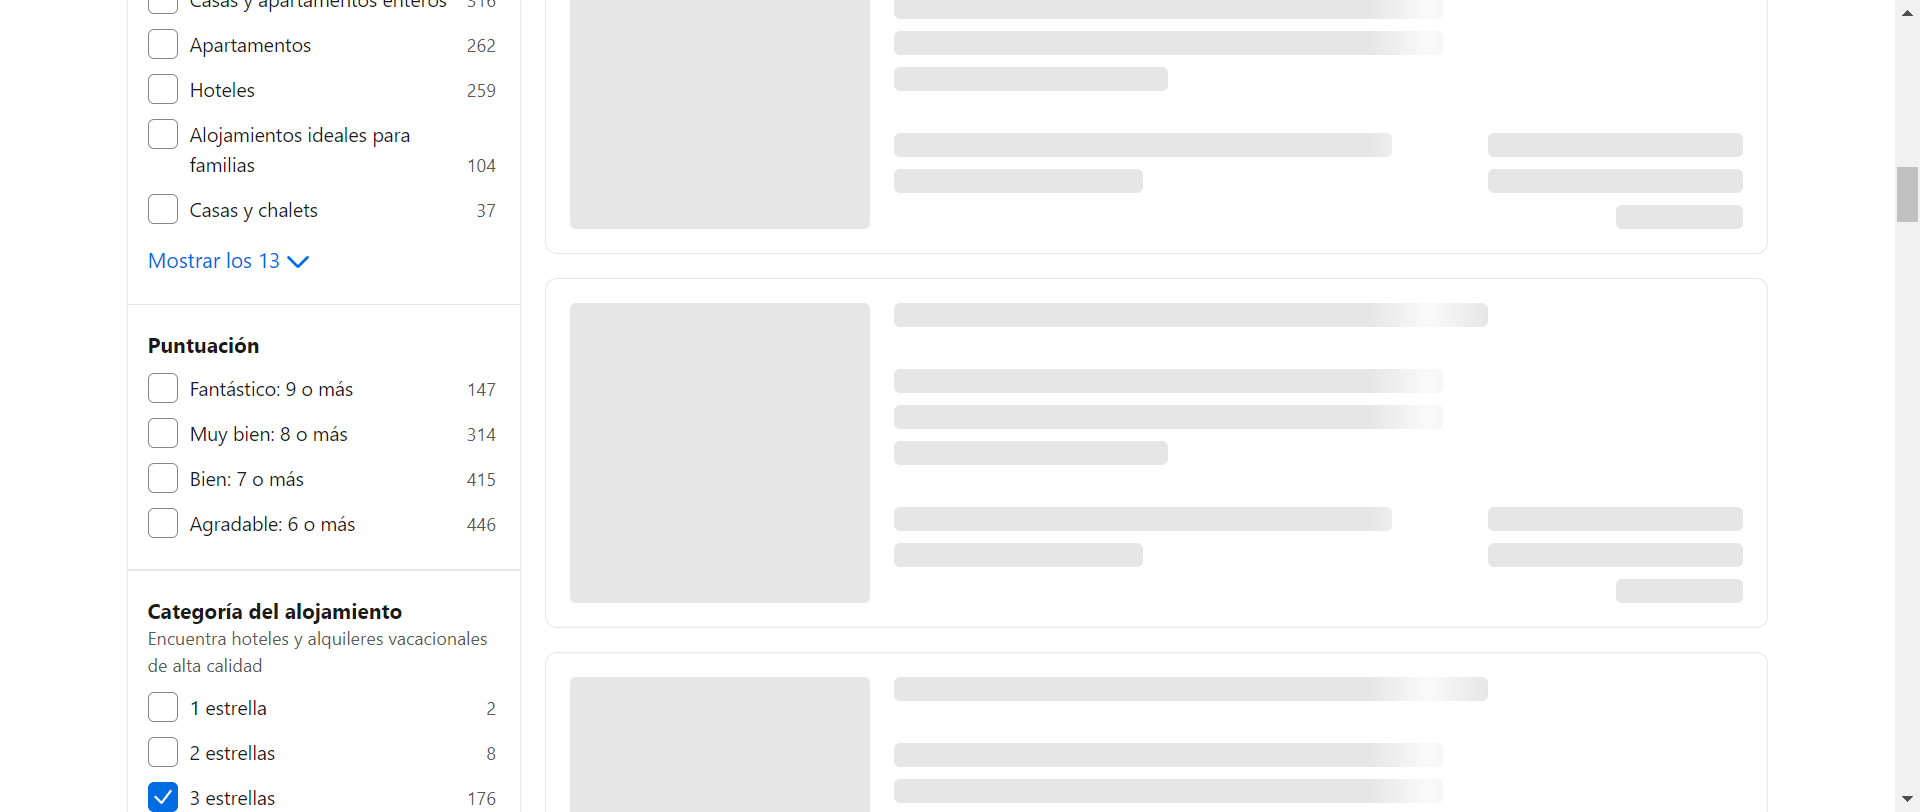 Casas y apartamentos enteros 316
Apartamentos 262
Hoteles 259
Alojamientos ideales para
familias 104
Casas y chalets 37
Mostrar los 13
Puntuación
Fantástico: 9 o más 147
Muy bien: 8 o más 314
Bien: 7 o más 415
Agradable: 6 o más 446
Categoría del alojamiento
Encuentra hoteles y alquileres vacacionales
de alta calidad
1 estrella 2
2 estrellas 8
3 estrellas 176